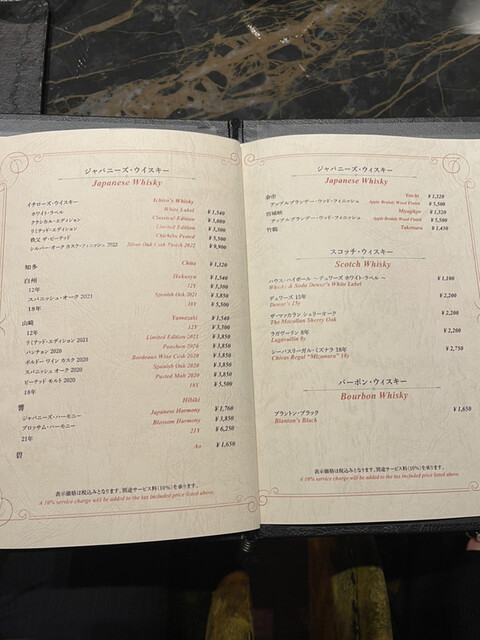 ジャパニーズ・ウイスキー
Japanese Whisky
イチローズ・ウイスキー Ichiro's Whisky
ホワイト・ラベル White Label ¥1,540
クラシカル・エディション Classical Edition ¥3,080
リミテッド・エディション Limited Edition ¥3,300
秩父 ザ・ピーテッド Chichibu Peated ¥5,500
シルバー・オーク カスク・フィニッシュ 2022 Silver Oak Cask Finish 2022 ¥9,900
知多 Chita ¥1,320
白州 Hakusyu ¥1,540
12年 12Y ¥3,300
スパニッシュ・オーク 2021 Spanish Oak 2021 ¥3,850
18年 18Y ¥5,500
山崎 Yamazaki ¥1,540
12年 12Y ¥3,300
リミテッド・エディション 2021 Limited Edition 2021 ¥3,850
パンチョン 2020 Puncheon 2020 ¥3,850
ボルドー ワイン カスク 2020 Bordeaux Wine Cask 2020 ¥3,850
スパニッシュ オーク 2020 Spanish Oak 2020 ¥3,850
ピーテッド モルト 2020 Peated Malt 2020 ¥3,850
18年 18Y ¥5,500
響 Hibiki
ジャパニーズ・ハーモニー Japanese Harmony ¥1,760
ブロッサム・ハーモニー Blossom Harmony ¥3,850
21年 21Y ¥6,250
碧 Ao ¥1,650
表示価格は税込みとなります。別途サービス料(10%)を承ります。
A 10% service charge will be added to the tax included price listed above.
ジャパニーズ・ウィスキー
Japanese Whisky
余市 Yoichi ¥1,320
アップルブランデー・ウッド・フィニッシュ Apple Brandy Wood Finish ¥5,500
宮城峡 Miyagikyo ¥1,320
アップルブランデー・ウッド・フィニッシュ Apple Brandy Wood Finish ¥5,500
竹鶴 Taketsuru ¥1,430
スコッチ・ウィスキー
Scotch Whisky
ハウス・ハイボール ～デュワーズ ホワイト・ラベル～ ¥1,100
Whisky & Soda Dewar's White Label
デュワーズ 15年 ¥2,200
Dewar's 15y
ザ・マッカラン シェリーオーク ¥2,200
The Macallan Sherry Oak
ラガヴーリン 8年 ¥2,200
Lagavulin 8y
シーバスリーガル・ミズナラ 18年 ¥2,750
Chivas Regal "Mizunara" 18y
バーボン・ウィスキー
Bourbon Whisky
ブラントン・ブラック ¥1,650
Blanton's Black
表示価格は税込みとなります。別途サービス料(10%)を承ります。
A 10% service charge will be added to the tax included price listed above.